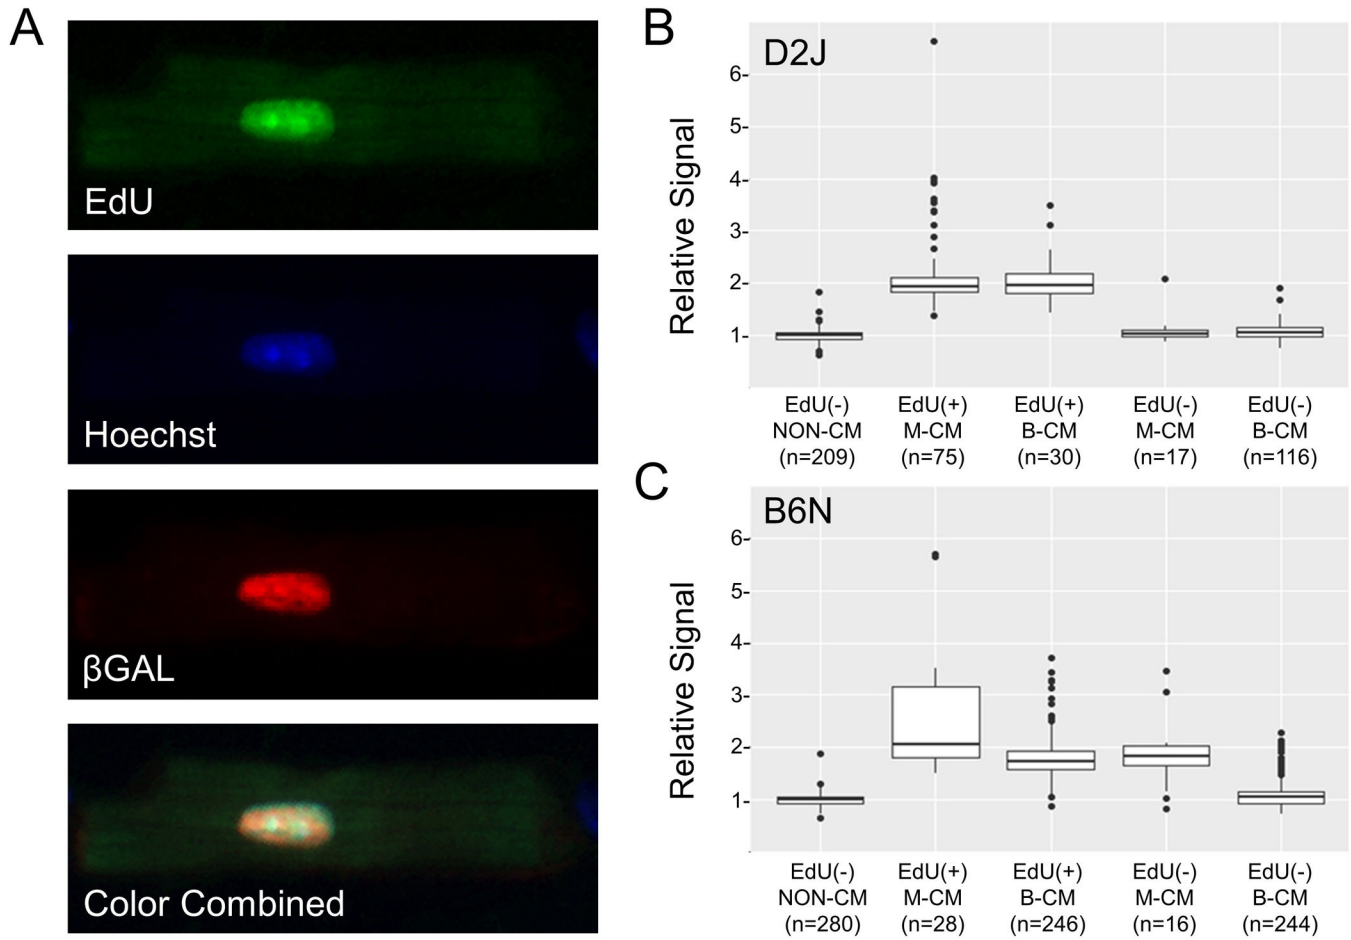 A
EdU
Hoechst
βGAL
Color Combined
B
D2J
Relative Signal
6-
5-
4-
3-
2-
1-
EdU(-) EdU(+) EdU(+) EdU(-) EdU(-)
NON-CM M-CM B-CM M-CM B-CM
(n=209) (n=75) (n=30) (n=17) (n=116)
C
B6N
Relative Signal
6-
5-
4-
3-
2-
1-
EdU(-) EdU(+) EdU(+) EdU(-) EdU(-)
NON-CM M-CM B-CM M-CM B-CM
(n=280) (n=28) (n=246) (n=16) (n=244)